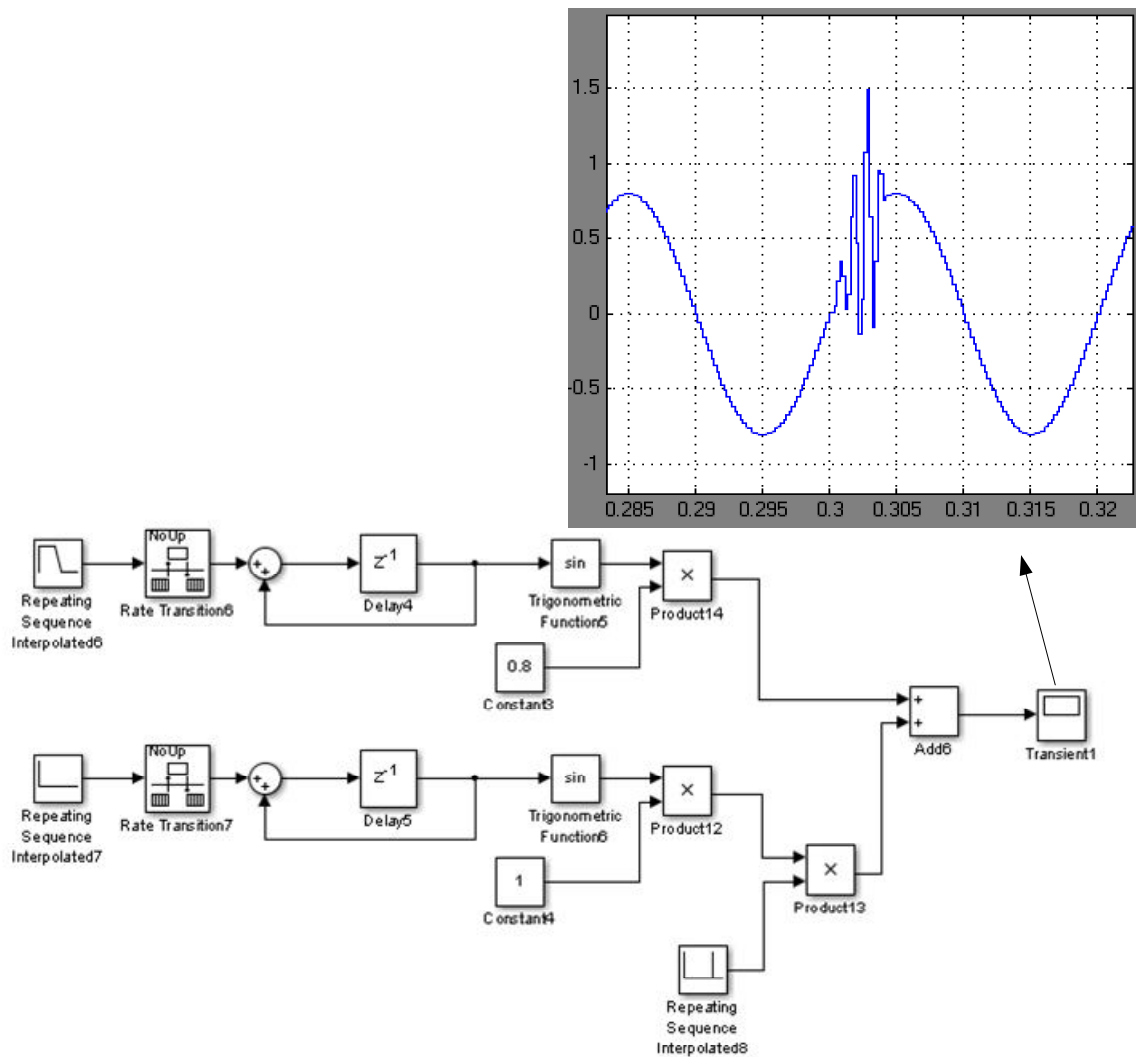 1.5
1
0.5
0
-0.5
-1
0.285 0.29 0.295 0.3 0.305 0.31 0.315 0.32
NoUp
z-1
sin
×
Repeating
Sequence
Interpolated6
Rate Transition6
Delay4
Trigonometric
Function5
Product14
0.8
Constant3
Add6
Transient1
NoUp
z-1
sin
×
Repeating
Sequence
Interpolated7
Rate Transition7
Delay5
Trigonometric
Function6
Product12
1
Constant4
×
Product13
Repeating
Sequence
Interpolated8